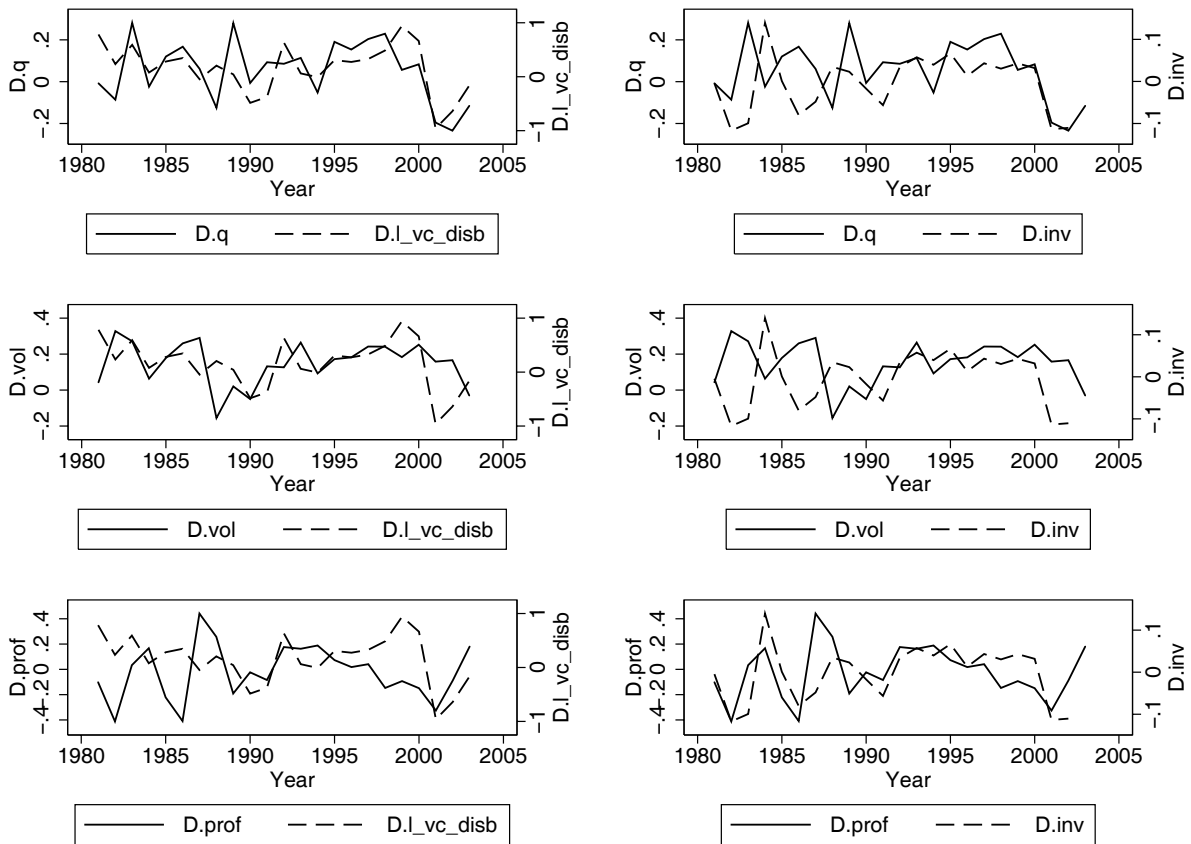 D.q
-.2 0 .2
D.l_vc_disb
-1 0 1
1980 1985 1990 1995 2000 2005
Year
D.q D.l_vc_disb
D.q
-.2 0 .2
D.inv
-.1 0 .1
1980 1985 1990 1995 2000 2005
Year
D.q D.inv
D.vol
-.2 0 .2 .4
D.l_vc_disb
-1 0 1
1980 1985 1990 1995 2000 2005
Year
D.vol D.l_vc_disb
D.vol
-.2 0 .2 .4
D.inv
-.1 0 .1
1980 1985 1990 1995 2000 2005
Year
D.vol D.inv
D.prof
-.4 -.2 0 .2 .4
D.l_vc_disb
-1 0 1
1980 1985 1990 1995 2000 2005
Year
D.prof D.l_vc_disb
D.prof
-.4 -.2 0 .2 .4
D.inv
-.1 0 .1
1980 1985 1990 1995 2000 2005
Year
D.prof D.inv